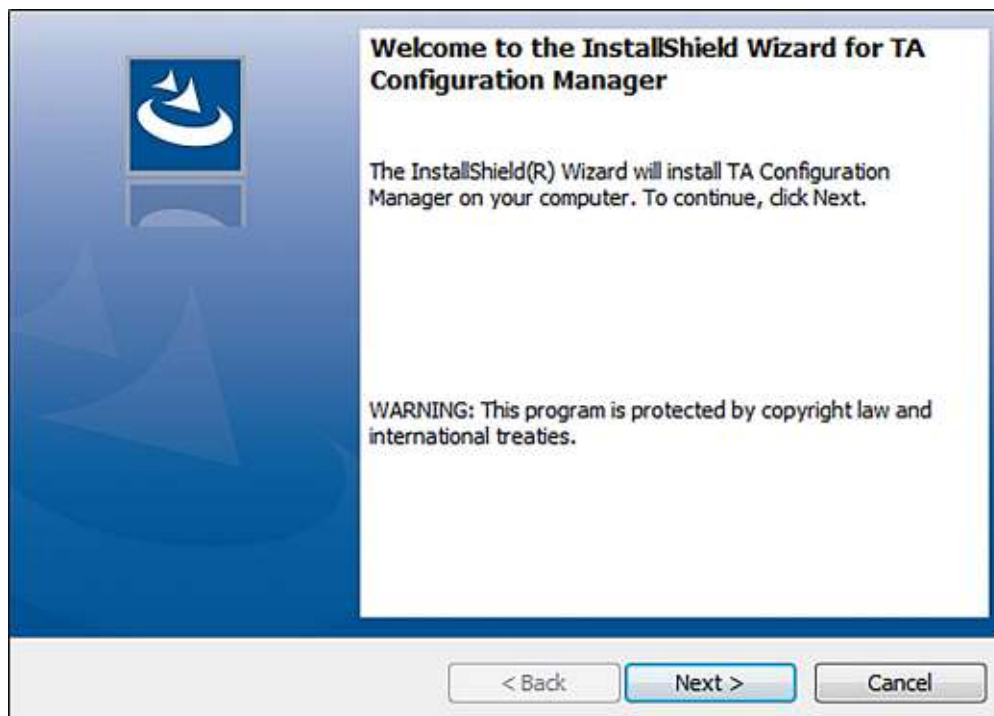 Welcome to the InstallShield Wizard for TA
Configuration Manager
The InstallShield(R) Wizard will install TA Configuration
Manager on your computer. To continue, click Next.
WARNING: This program is protected by copyright law and
international treaties.
< Back
Next >
Cancel